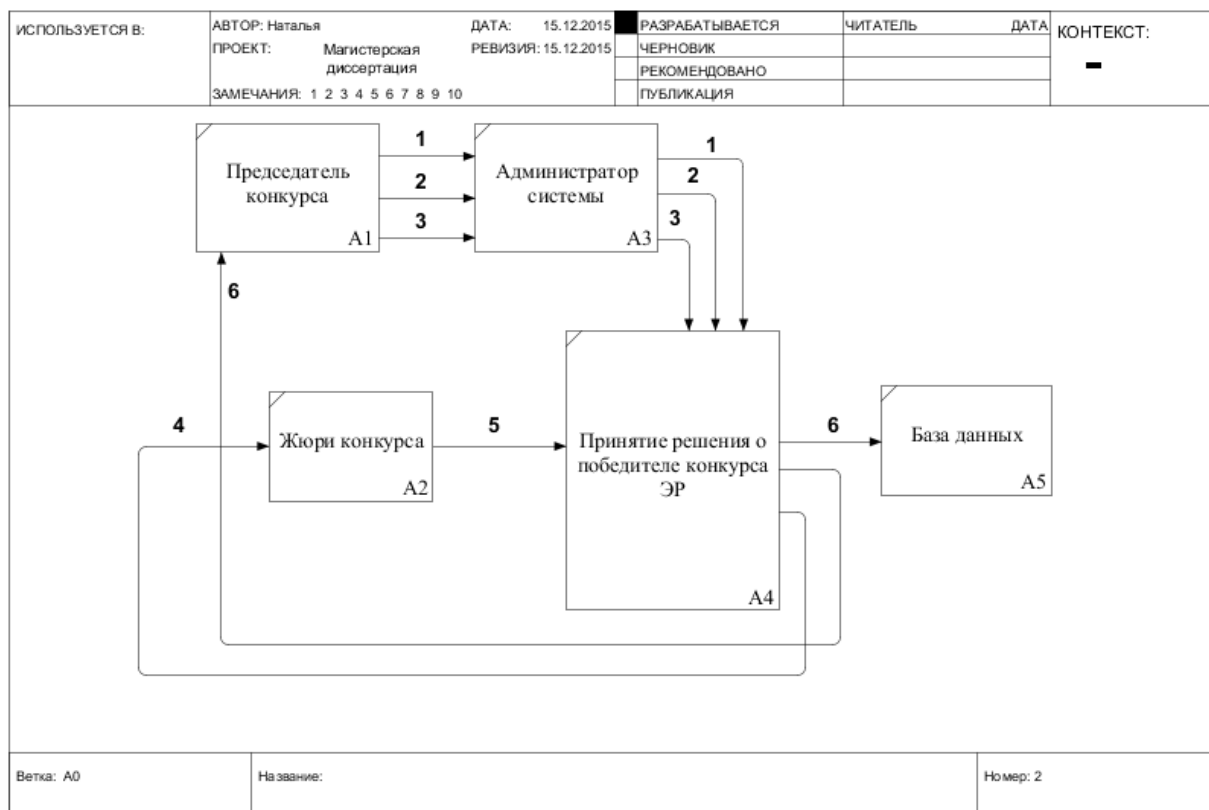 ИСПОЛЬЗУЕТСЯ В:
АВТОР: Наталья
ДАТА: 15.12.2015
РАЗРАБАТЫВАЕТСЯ
ЧИТАТЕЛЬ
ДАТА
КОНТЕКСТ:
ПРОЕКТ: Магистерская
диссертация
РЕВИЗИЯ: 15.12.2015
ЧЕРНОВИК
РЕКОМЕНДОВАНО
ЗАМЕЧАНИЯ: 1 2 3 4 5 6 7 8 9 10
ПУБЛИКАЦИЯ
Председатель
конкурса
A1
1
2
3
Администратор
системы
A3
1
2
3
6
4
Жюри конкурса
A2
5
Принятие решения о
победителе конкурса
ЭР
A4
6
База данных
A5
Ветка: A0
Название:
Номер: 2